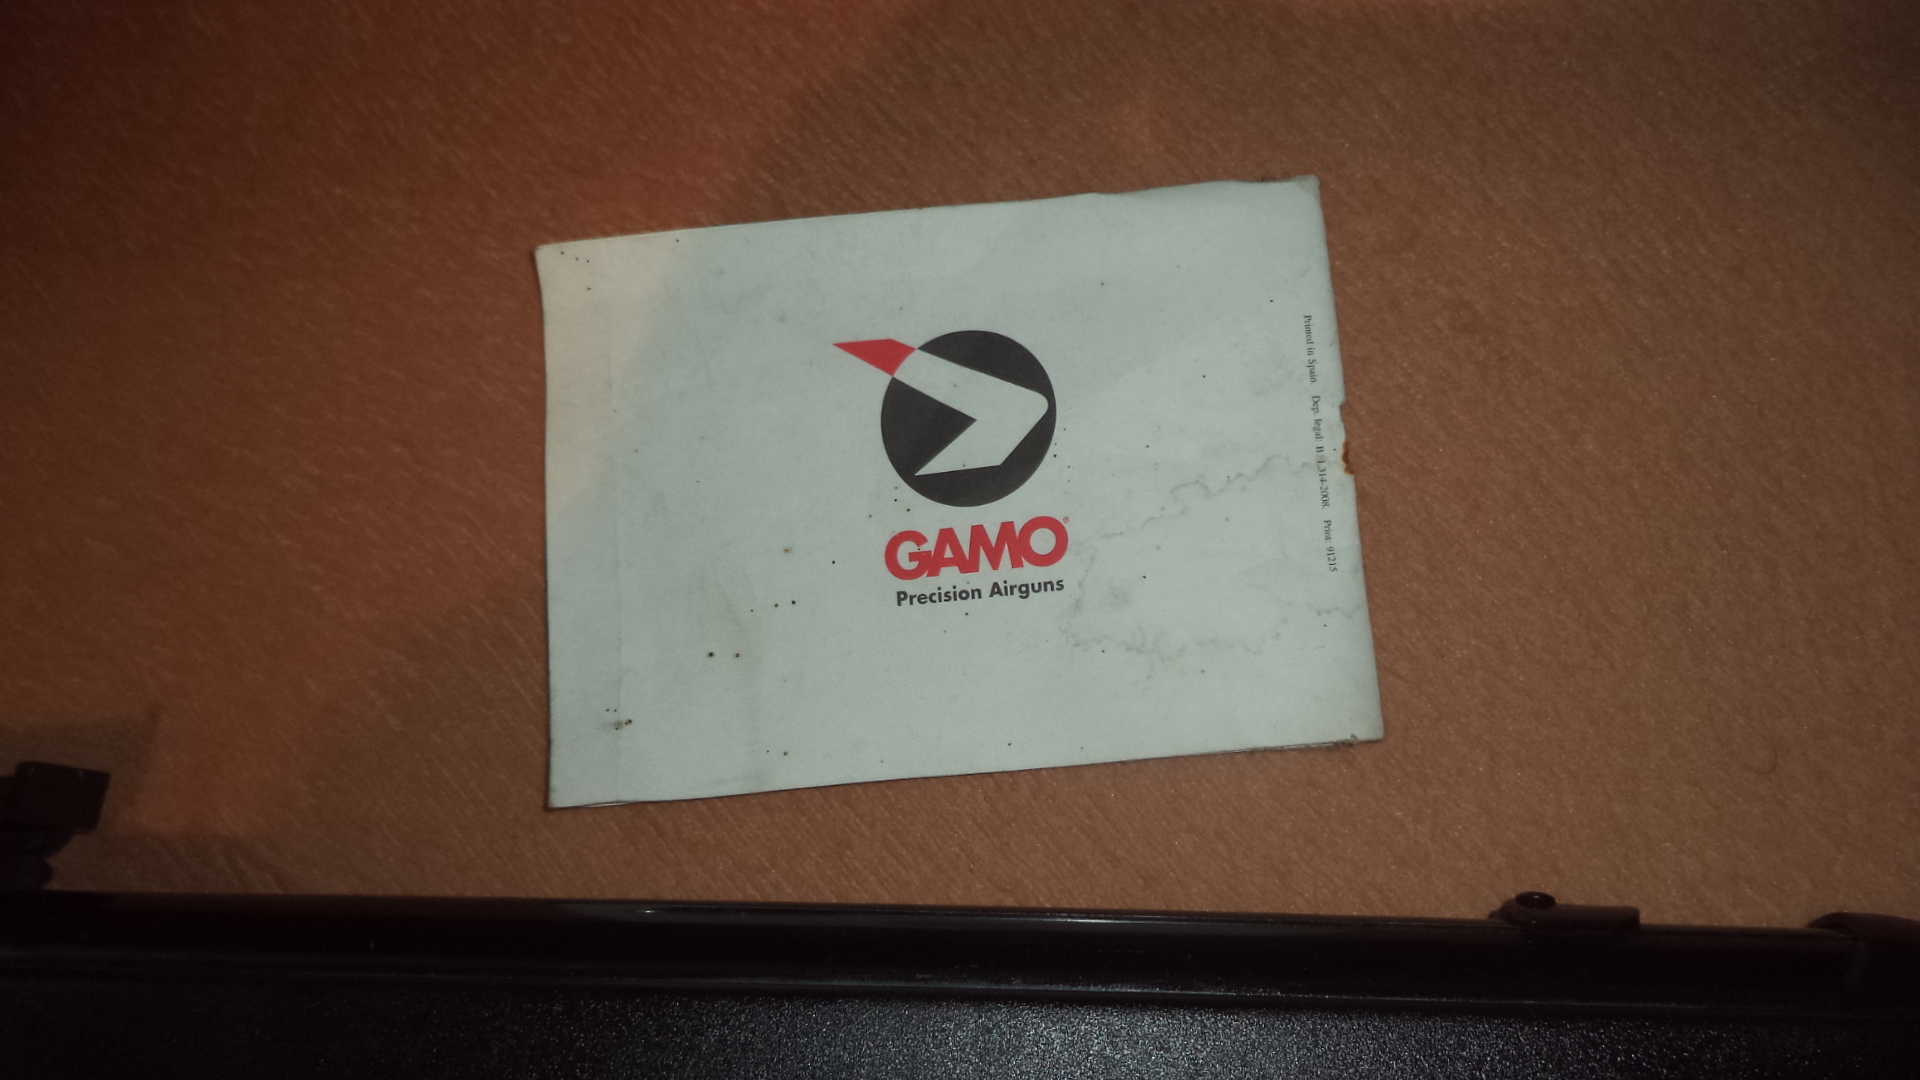 GAMO®
Precision Airguns
Printed in Spain. Dep. legal: B-1.314-2008. Print: 91215